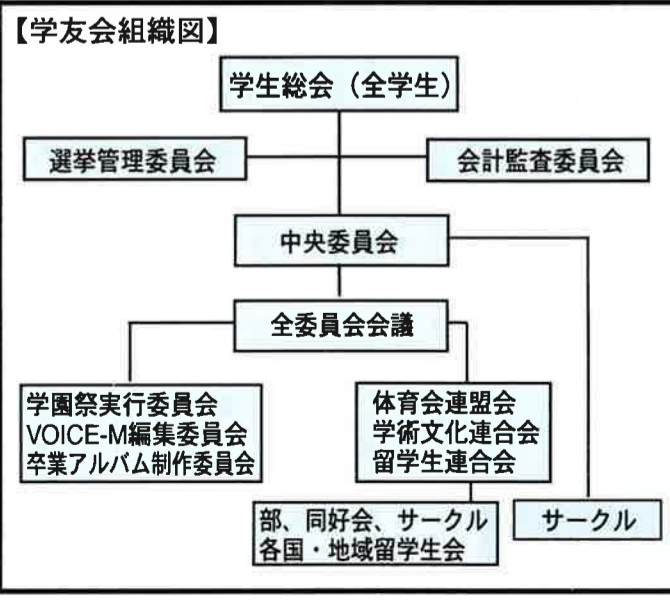 【学友会組織図】
学生総会（全学生）
選挙管理委員会
会計監査委員会
中央委員会
全委員会会議
学園祭実行委員会
VOICE-M編集委員会
卒業アルバム制作委員会
体育会連盟会
学術文化連合会
留学生連合会
部、同好会、サークル
各国・地域留学生会
サークル